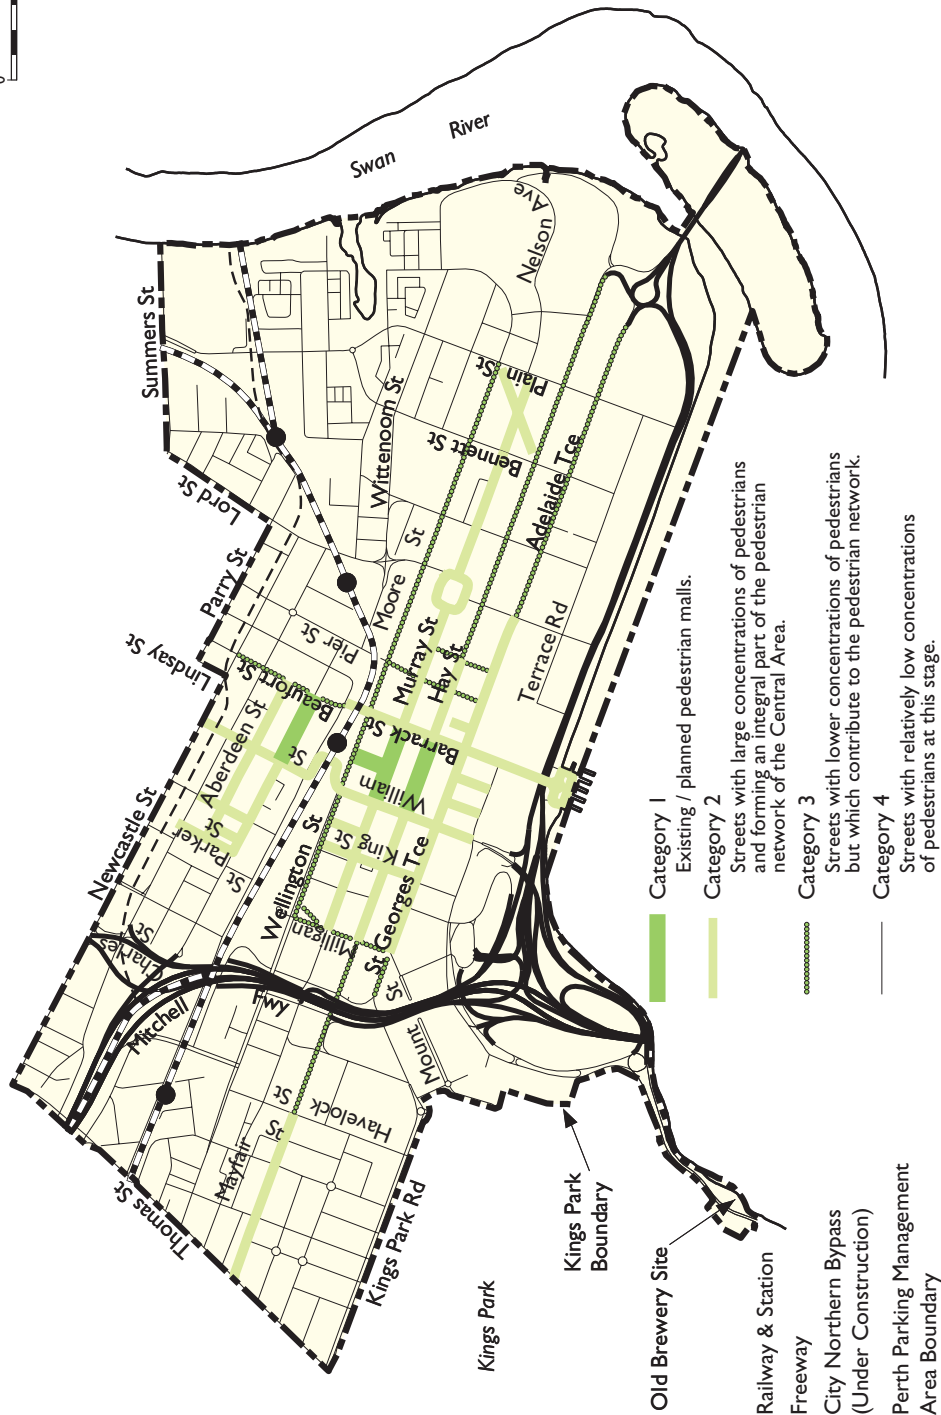 0
Swan River
Summers St
Lord St
Parry St
Lindsay St
Newcastle St
Nelson Ave
Plain St
Wittenoom St
Bennett St
Adelaide Tce
Moore St
Pier St
Beaufort St
Murray St
Hay St
Terrace Rd
Aberdeen St
Barrack St
William
St
Parker St
King St
Wellington St
St Georges Tce
Milligan
St
St
Charles St
Mitchell
Fwy
Mount
St
Havelock
St
Mayfair
St
Thomas St
Kings Park Rd
Kings Park
Boundary
Kings Park
Old Brewery Site
Category 1
Existing / planned pedestrian malls.
Category 2
Streets with large concentrations of pedestrians
and forming an integral part of the pedestrian
network of the Central Area.
Category 3
Streets with lower concentrations of pedestrians
but which contribute to the pedestrian network.
Category 4
Streets with relatively low concentrations
of pedestrians at this stage.
Railway & Station
Freeway
City Northern Bypass
(Under Construction)
Perth Parking Management
Area Boundary